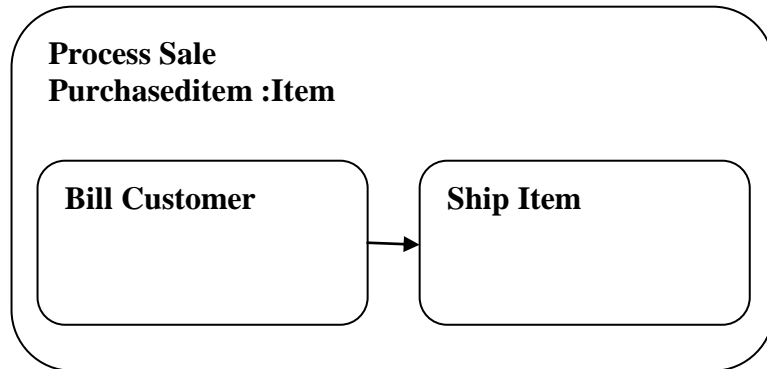 Process Sale
Purchaseditem :Item
Bill Customer
Ship Item